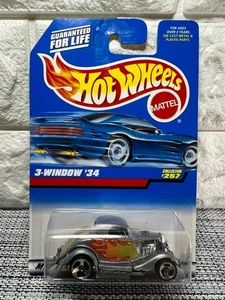 GUARANTEED
FOR LIFE
FOR AGES
OVER 3 YEARS.
DIE CAST METAL &
PLASTIC PARTS.
Hot Wheels
MATTEL
3-WINDOW '34
COLLECTOR
#257